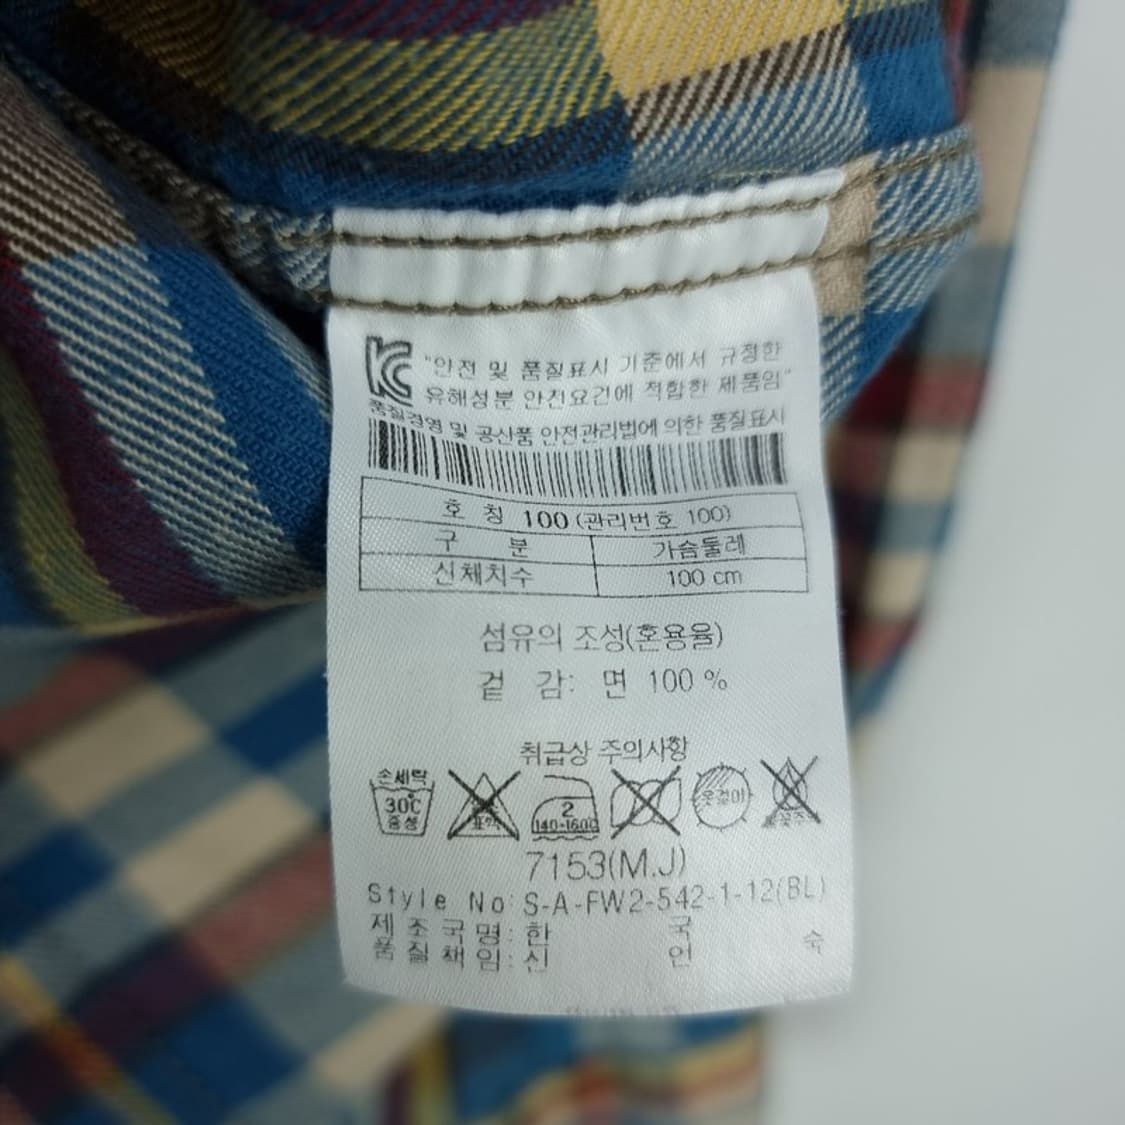 KC "안전 및 품질표시 기준에서 규정한
유해성분 안전요건에 적합한 제품임"
품질경영 및 공산품 안전관리법에 의한 품질표시
호 칭 100 (관리번호 100)
구 분 가슴둘레
신체치수 100 cm
섬유의 조성(혼용율)
겉 감: 면 100 %
취급상 주의사항
손세탁
30℃ 2 옷걸이
중성 표백 140-160℃
7153(M.J)
Style No: S-A-FW2-542-1-12(BL)
제 조 국 명 : 한 국
품 질 책 임 : 신 언 숙